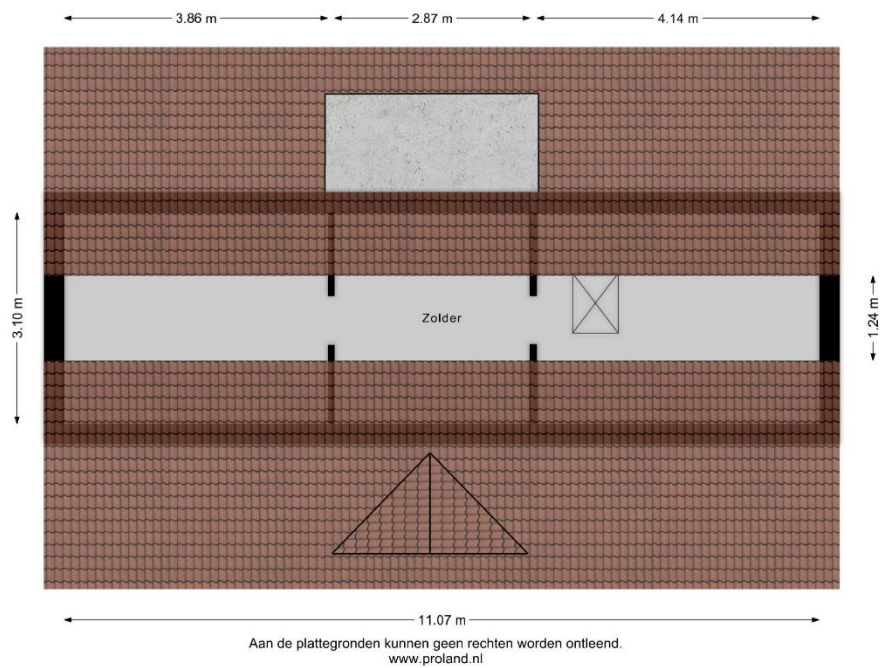 3.86 m
2.87 m
4.14 m
3.10 m
Zolder
1.24 m
11.07 m
Aan de plattegronden kunnen geen rechten worden ontleend.
www.proland.nl